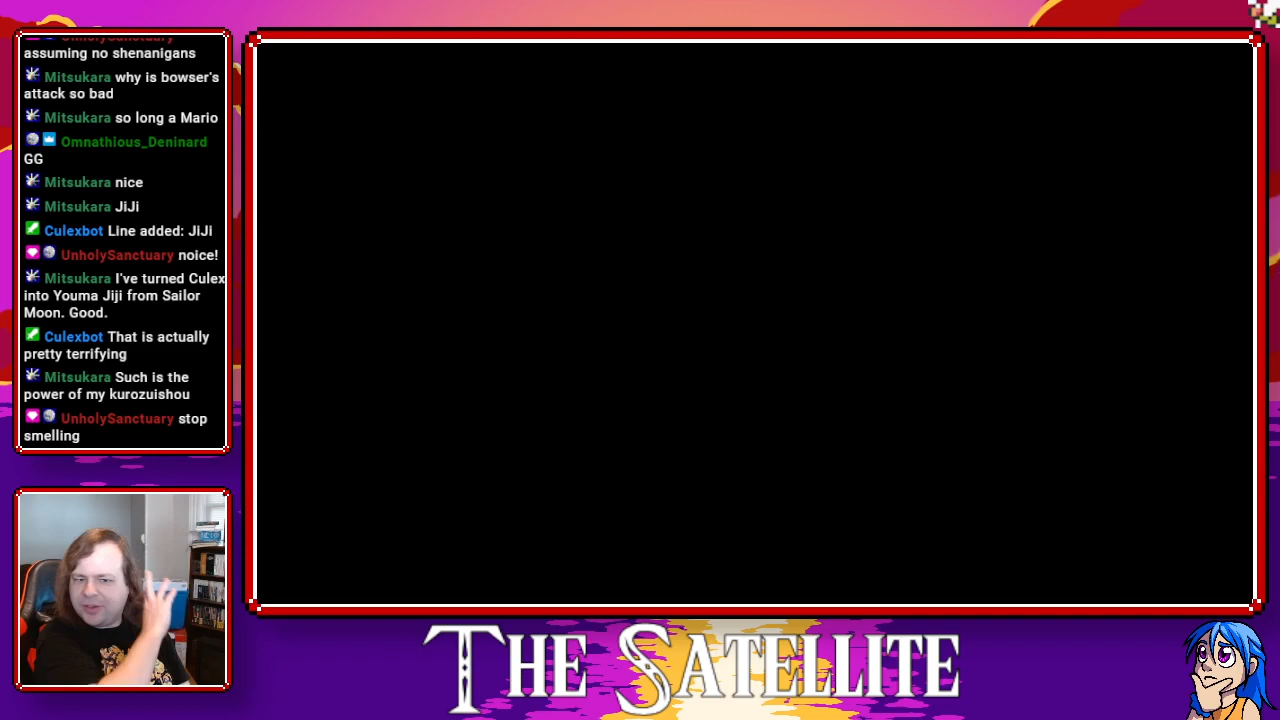 UnholySanctuary
assuming no shenanigans
Mitsukara why is bowser's
attack so bad
Mitsukara so long a Mario
Omnathious_Deninard
GG
Mitsukara nice
Mitsukara JiJi
Culexbot Line added: JiJi
UnholySanctuary noice!
Mitsukara I've turned Culex
into Youma Jiji from Sailor
Moon. Good.
Culexbot That is actually
pretty terrifying
Mitsukara Such is the
power of my kurozuishou
UnholySanctuary stop
smelling
THE SATELLITE